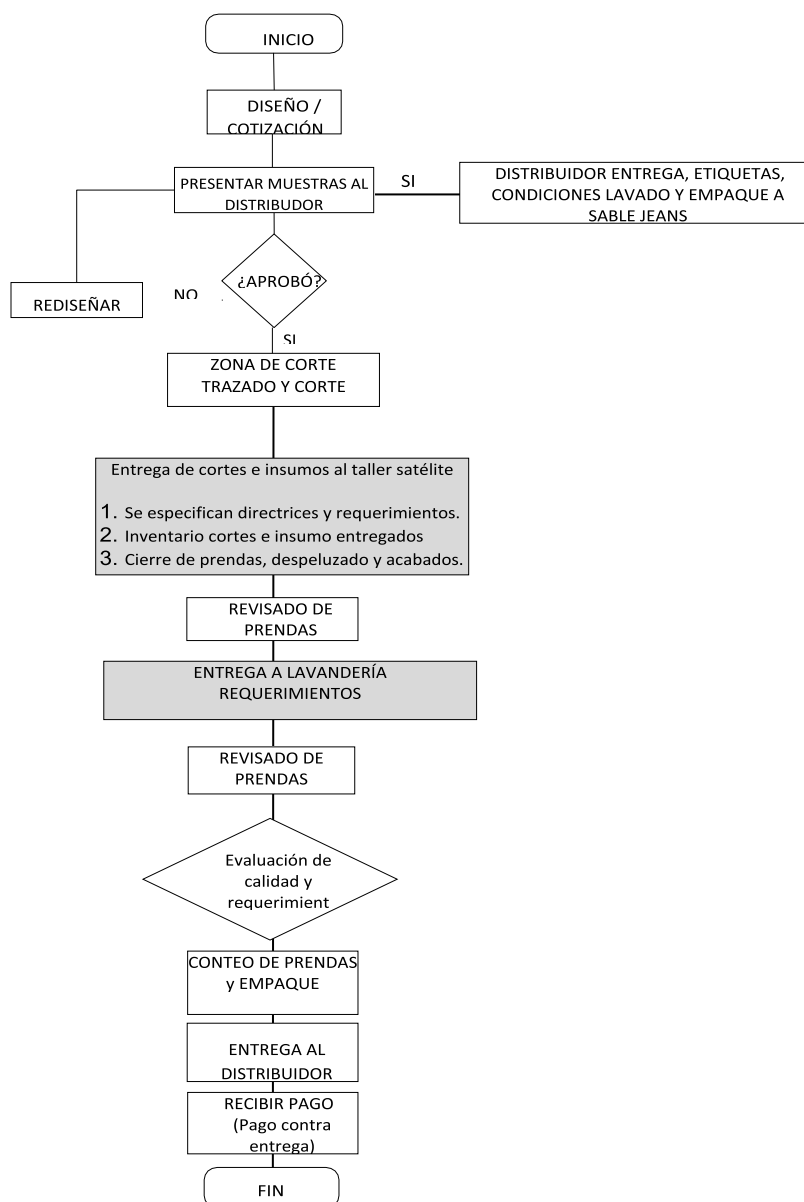 INICIO
DISEÑO /
COTIZACIÓN
PRESENTAR MUESTRAS AL
DISTRIBUDOR
SI
DISTRIBUIDOR ENTREGA, ETIQUETAS,
CONDICIONES LAVADO Y EMPAQUE A
SABLE JEANS
¿APROBÓ?
NO
REDISEÑAR
SI
ZONA DE CORTE
TRAZADO Y CORTE
Entrega de cortes e insumos al taller satélite
1. Se especifican directrices y requerimientos.
2. Inventario cortes e insumo entregados
3. Cierre de prendas, despeluzado y acabados.
REVISADO DE
PRENDAS
ENTREGA A LAVANDERÍA
REQUERIMIENTOS
REVISADO DE
PRENDAS
Evaluación de
calidad y
requerimient
CONTEO DE PRENDAS
y EMPAQUE
ENTREGA AL
DISTRIBUIDOR
RECIBIR PAGO
(Pago contra
entrega)
FIN